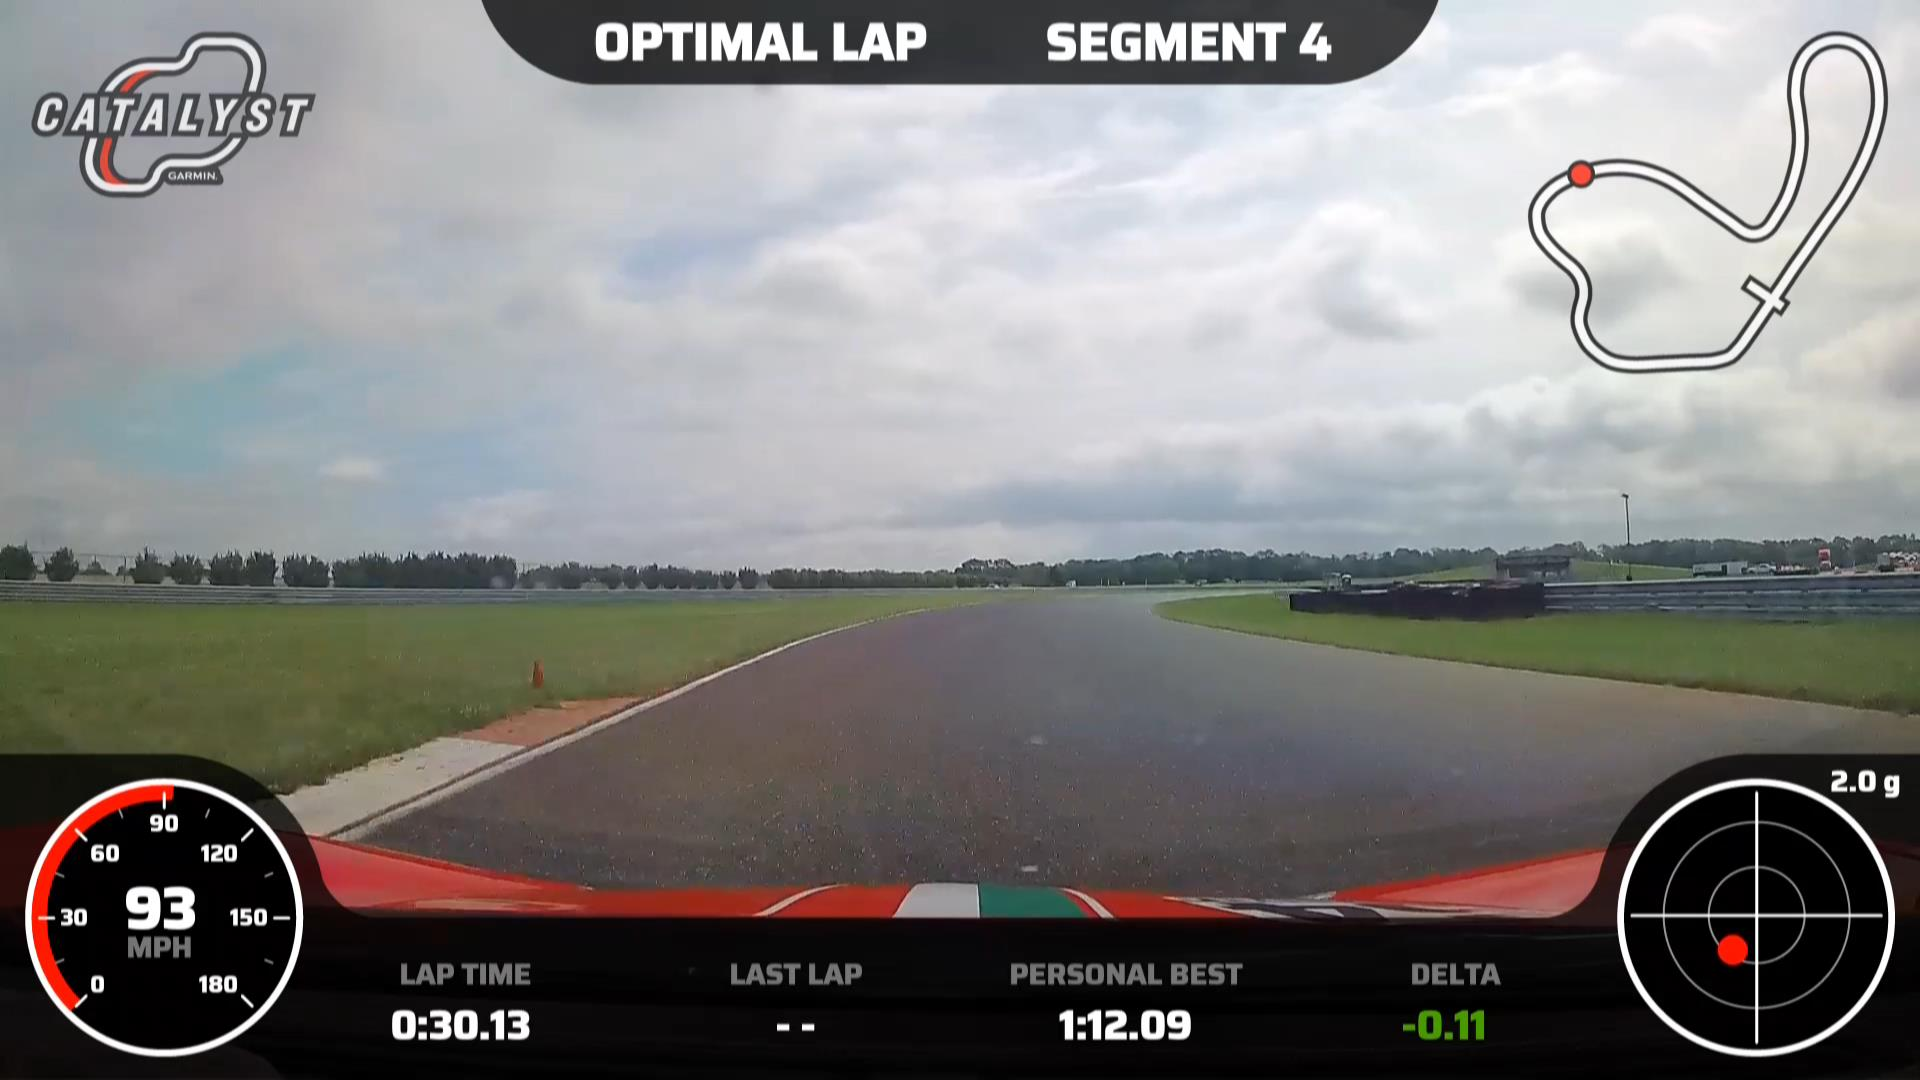 OPTIMAL LAP SEGMENT 4
CATALYST
GARMIN.
2.0 g
90
60 120
30 93 150
MPH
0 180
LAP TIME LAST LAP PERSONAL BEST DELTA
0:30.13 - - 1:12.09 -0.11